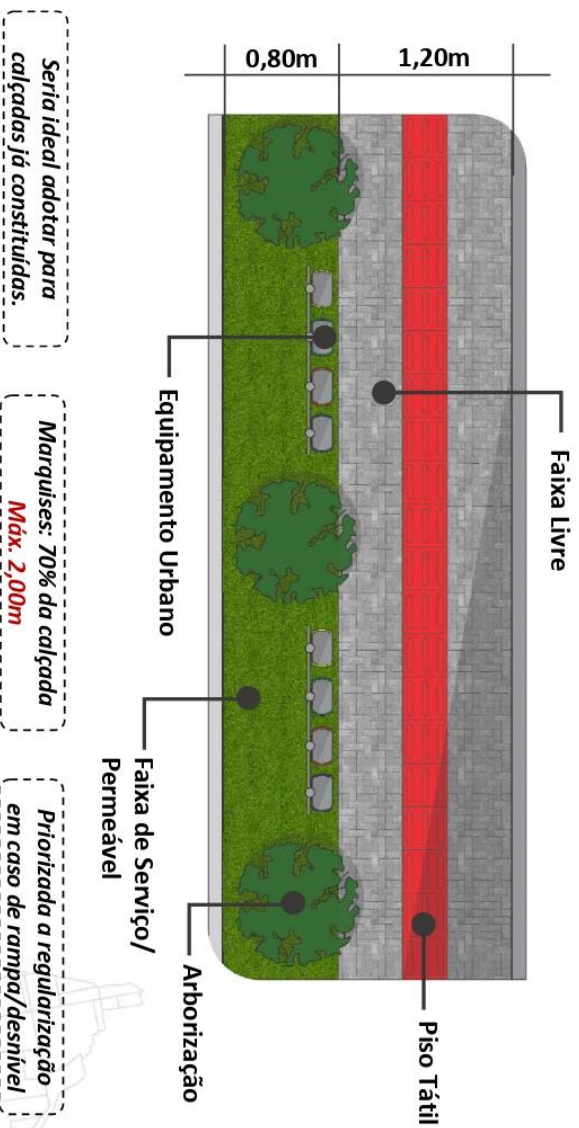 0,80m
1,20m
Faixa Livre
Piso Tátil
Equipamento Urbano
Faixa de Serviço/
Permeável
Arborização
Seria ideal adotar para
calçadas já constituídas.
Marquises: 70% da calçada
Máx. 2,00m
Priorizada a regularização
em caso de rampa/desnível